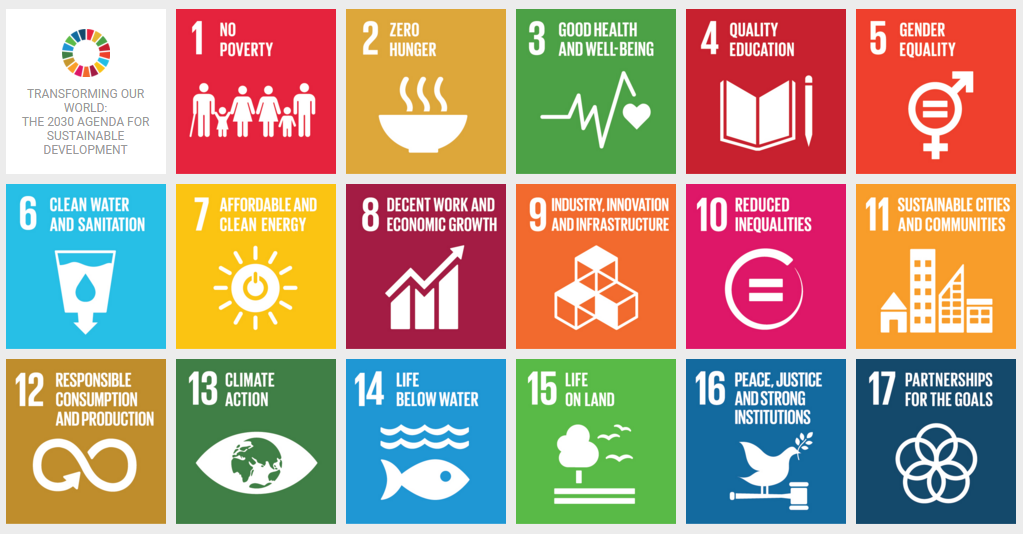 TRANSFORMING OUR
WORLD:
THE 2030 AGENDA FOR
SUSTAINABLE
DEVELOPMENT
1 NO
POVERTY
2 ZERO
HUNGER
3 GOOD HEALTH
AND WELL-BEING
4 QUALITY
EDUCATION
5 GENDER
EQUALITY
6 CLEAN WATER
AND SANITATION
7 AFFORDABLE AND
CLEAN ENERGY
8 DECENT WORK AND
ECONOMIC GROWTH
9 INDUSTRY, INNOVATION
AND INFRASTRUCTURE
10 REDUCED
INEQUALITIES
11 SUSTAINABLE CITIES
AND COMMUNITIES
12 RESPONSIBLE
CONSUMPTION
AND PRODUCTION
13 CLIMATE
ACTION
14 LIFE
BELOW WATER
15 LIFE
ON LAND
16 PEACE, JUSTICE
AND STRONG
INSTITUTIONS
17 PARTNERSHIPS
FOR THE GOALS